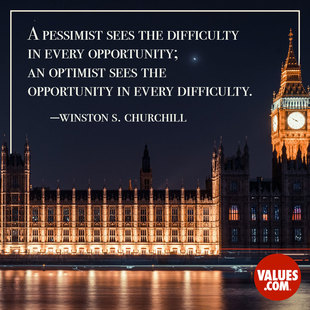 A PESSIMIST SEES THE DIFFICULTY
IN EVERY OPPORTUNITY;
AN OPTIMIST SEES THE
OPPORTUNITY IN EVERY DIFFICULTY.
—WINSTON S. CHURCHILL
VALUES
.COM